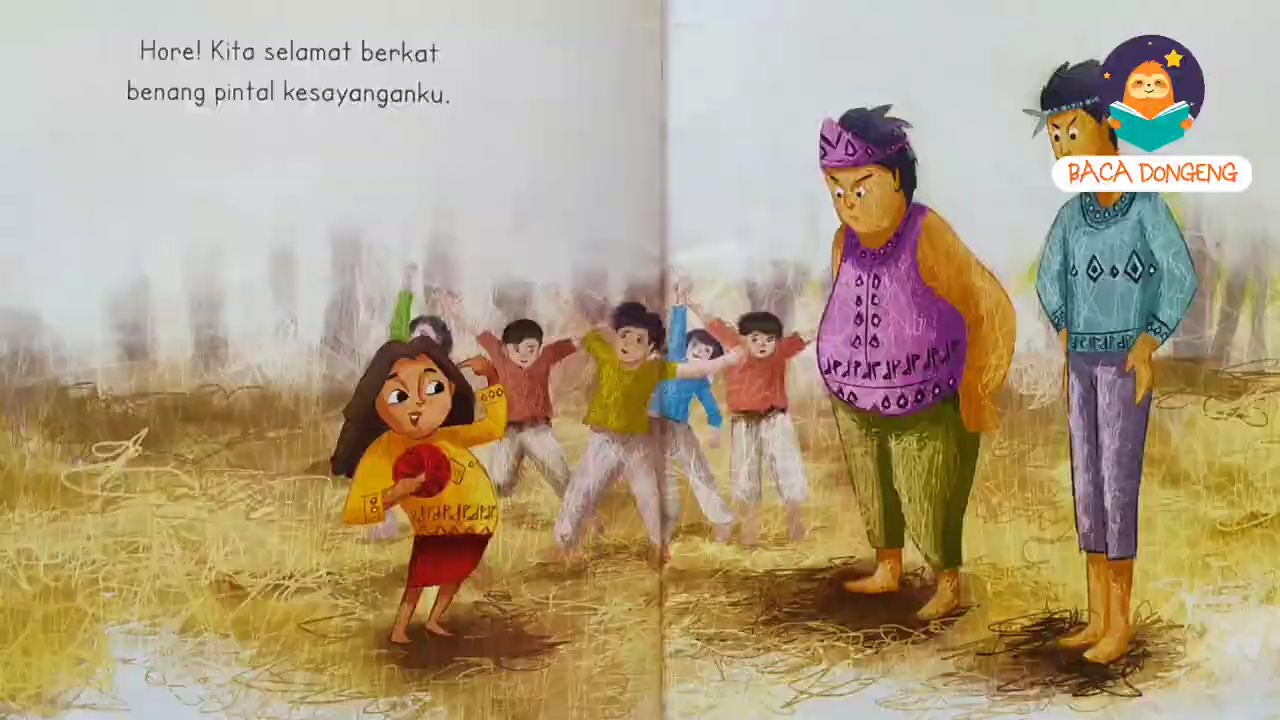 Hore! Kita selamat berkat
benang pintal kesayanganku.
BACA DONGENG